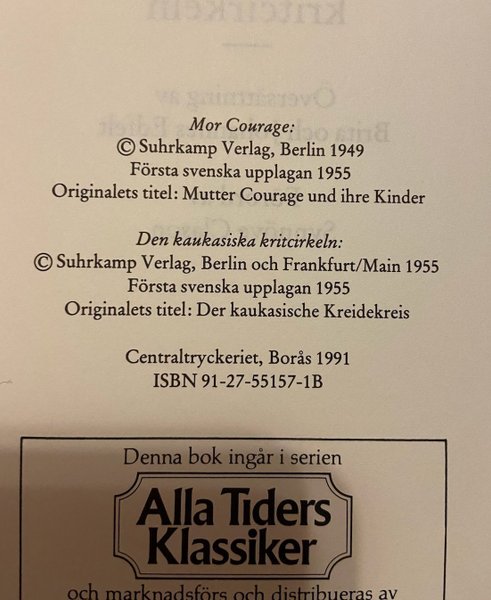 Mor Courage:
© Suhrkamp Verlag, Berlin 1949
Första svenska upplagan 1955
Originalets titel: Mutter Courage und ihre Kinder
Den kaukasiska kritcirkeln:
© Suhrkamp Verlag, Berlin och Frankfurt/Main 1955
Första svenska upplagan 1955
Originalets titel: Der kaukasische Kreidekreis
Centraltryckeriet, Borås 1991
ISBN 91-27-55157-1B
Denna bok ingår i serien
Alla Tiders
Klassiker
och marknadsförs och distribueras av